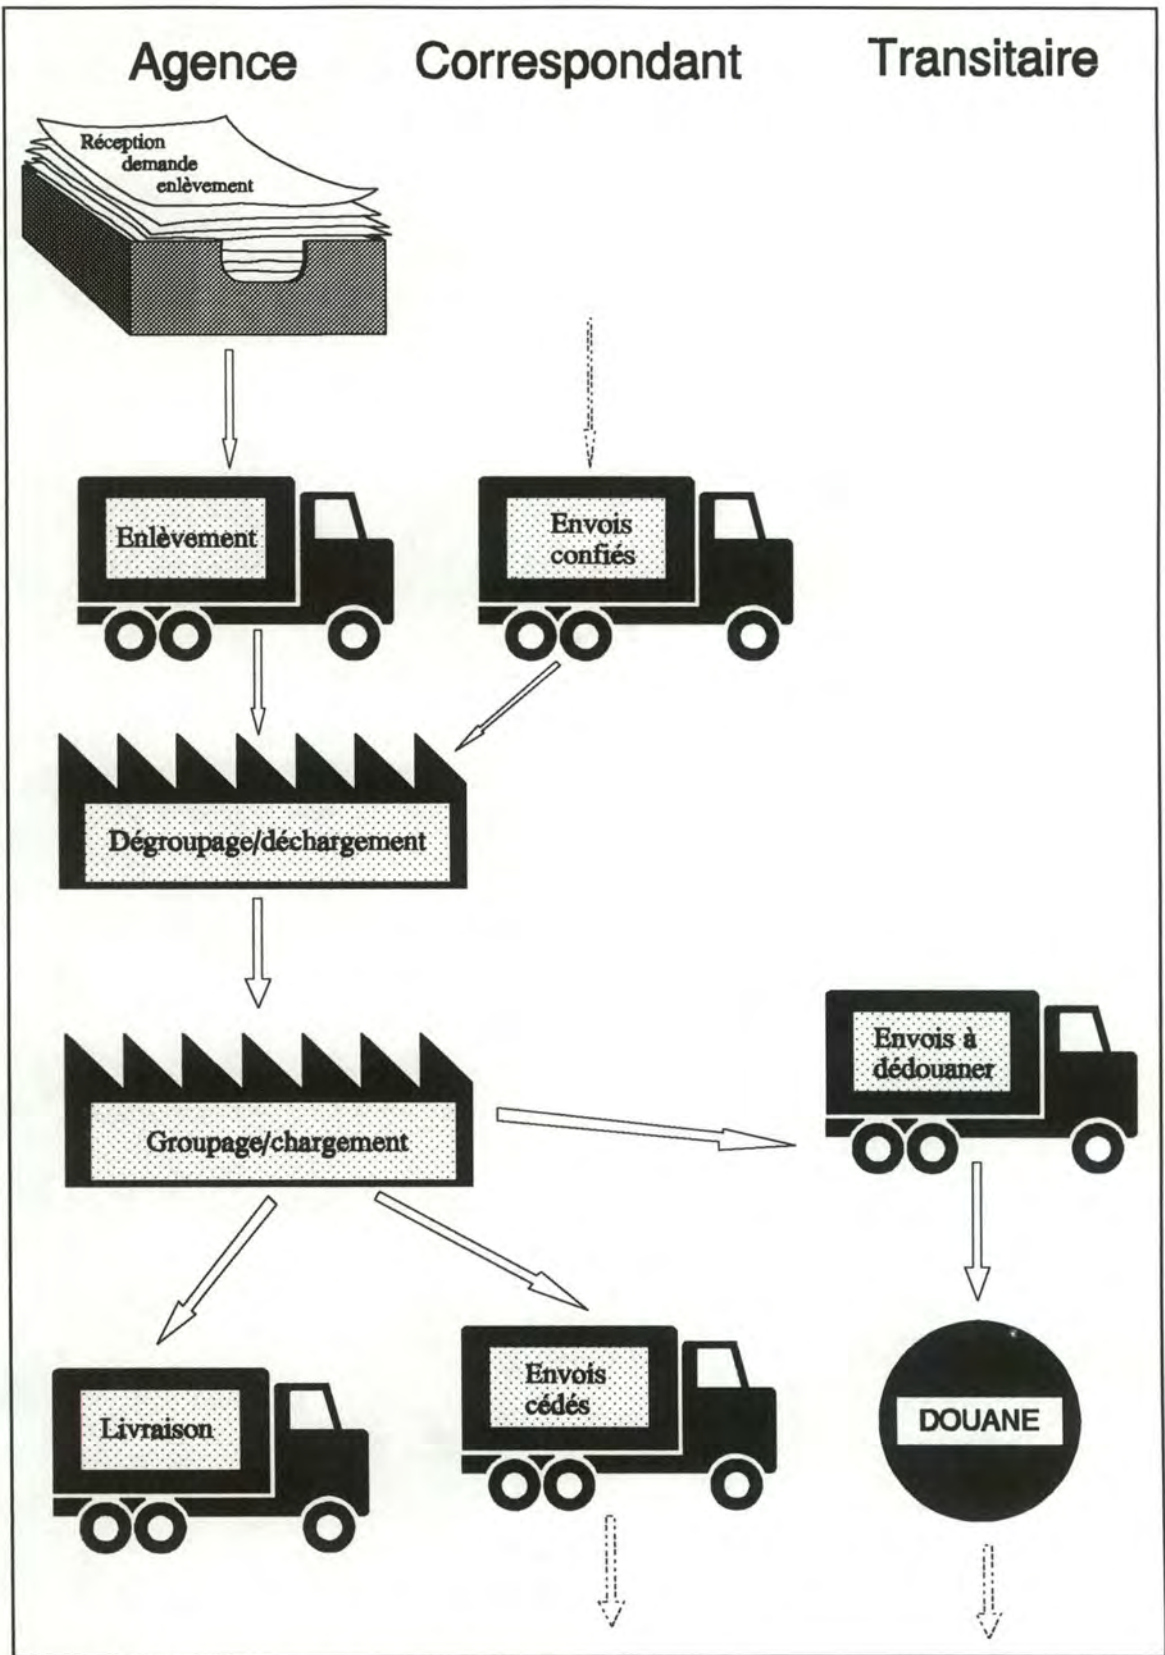 Agence Correspondant Transitaire
Réception
demande
enlèvement
Enlèvement
Envois
confiés
Dégroupage/déchargement
Envois à
dédouaner
Groupage/chargement
Envois
cédés
Livraison
DOUANE